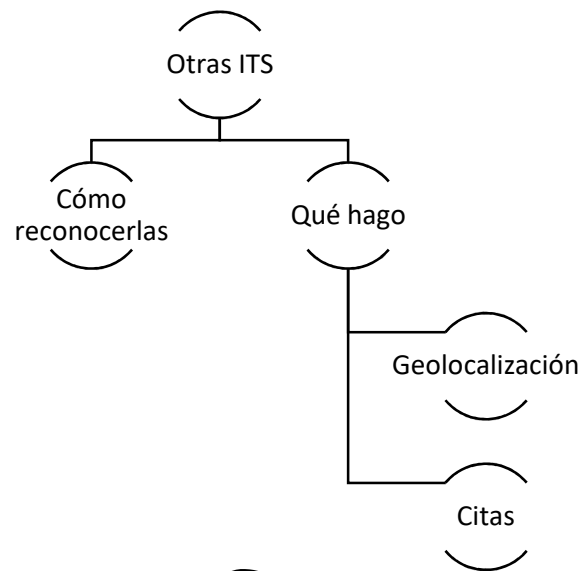 Otras ITS
Cómo
reconocerlas
Qué hago
Geolocalización
Citas